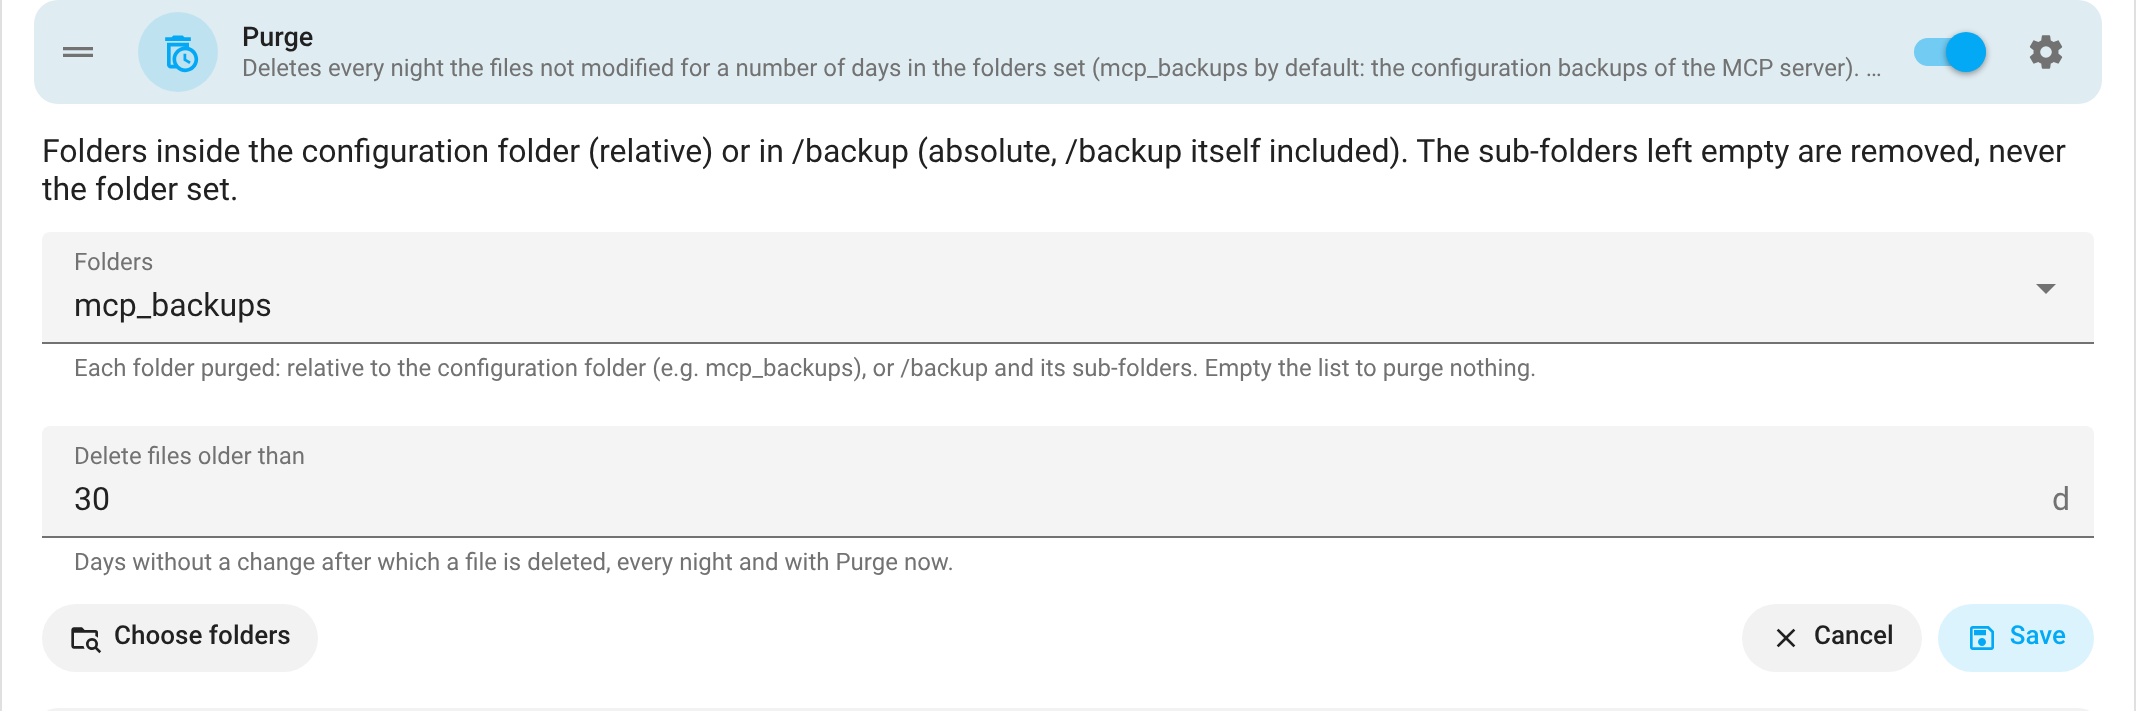 Purge
Deletes every night the files not modified for a number of days in the folders set (mcp_backups by default: the configuration backups of the MCP server). ...
Folders inside the configuration folder (relative) or in /backup (absolute, /backup itself included). The sub-folders left empty are removed, never
the folder set.
Folders
mcp_backups
Each folder purged: relative to the configuration folder (e.g. mcp_backups), or /backup and its sub-folders. Empty the list to purge nothing.
Delete files older than
30 d
Days without a change after which a file is deleted, every night and with Purge now.
Choose folders Cancel Save